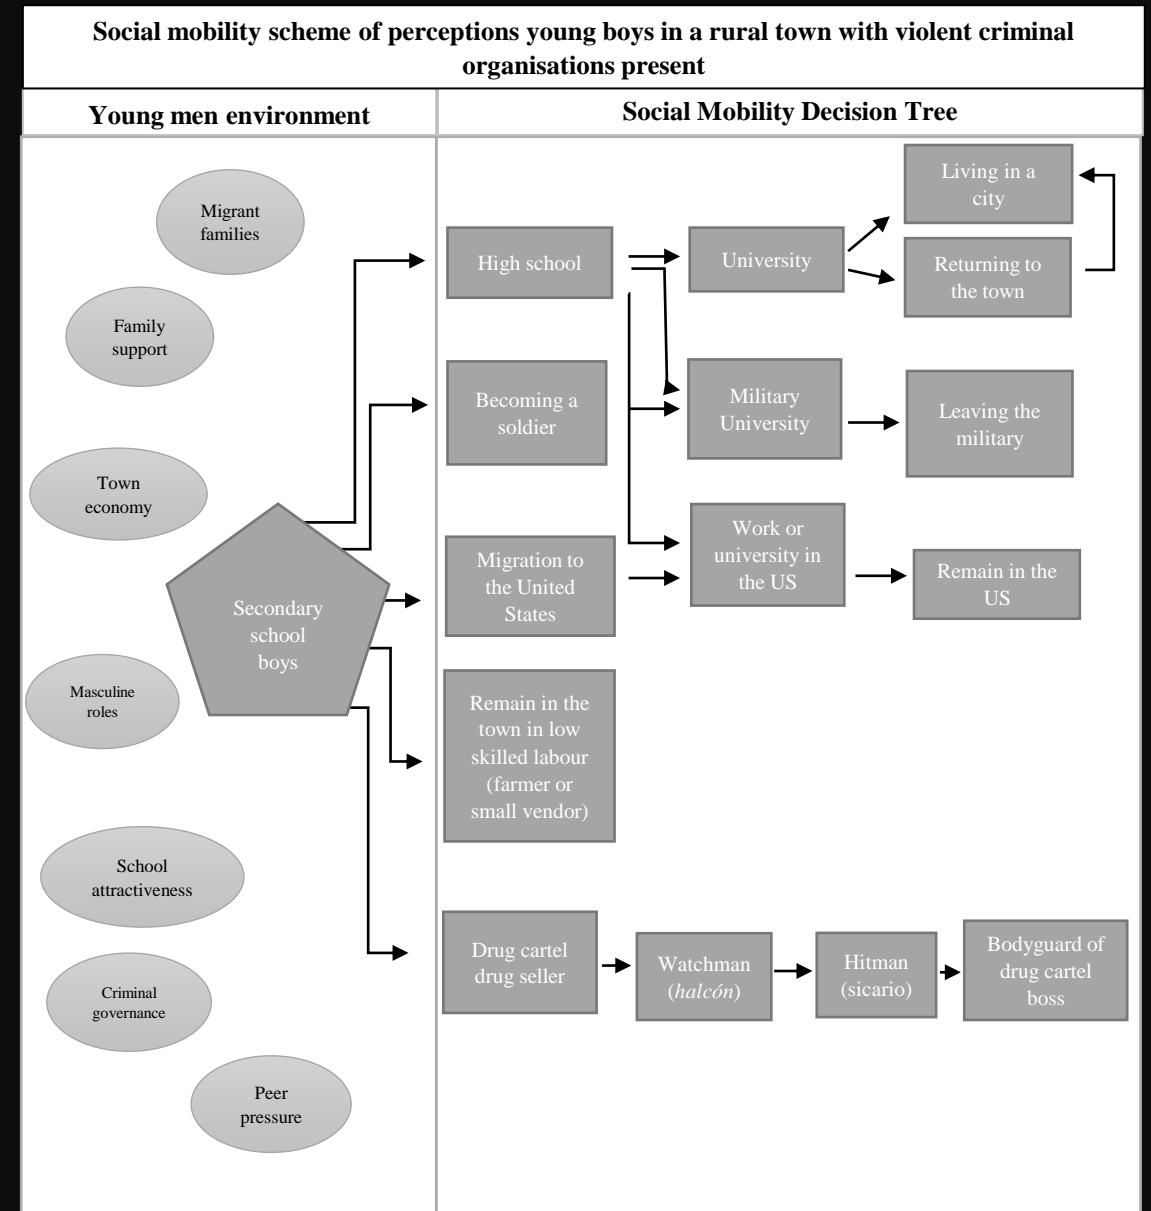 Social mobility scheme of perceptions young boys in a rural town with violent criminal
organisations present
Young men environment
Social Mobility Decision Tree
Migrant
families
Family
support
Town
economy
Secondary
school
boys
Masculine
roles
School
attractiveness
Criminal
governance
Peer
pressure
High school
University
Living in a
city
Returning to
the town
Becoming a
soldier
Military
University
Leaving the
military
Migration to
the United
States
Work or
university in
the US
Remain in the
US
Remain in the
town in low
skilled labour
(farmer or
small vendor)
Drug cartel
drug seller
Watchman
(halcón)
Hitman
(sicario)
Bodyguard of
drug cartel
boss